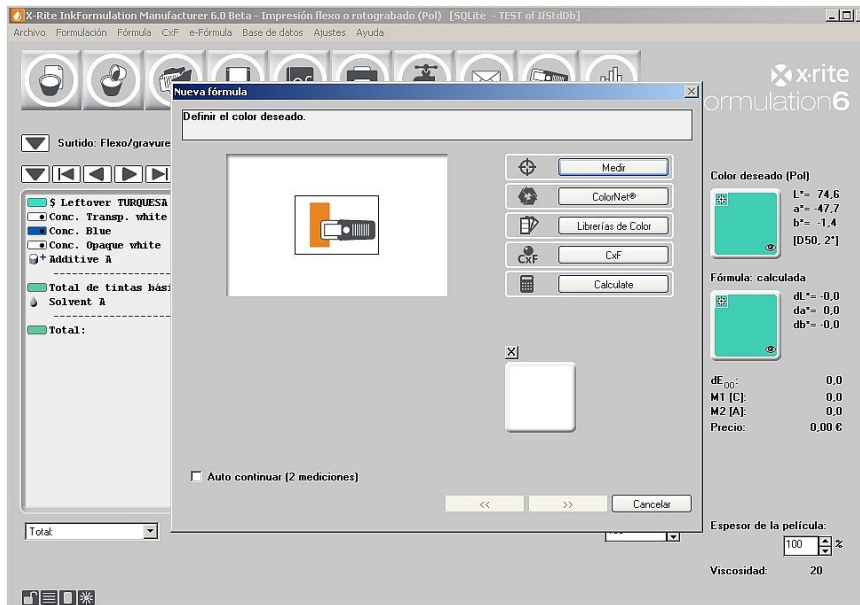 X-Rite InkFormulation Manufacturer 6.0 Beta - Impresión flexo o rotograbado (Pol) [SQLite - TEST of IfStdDb]
Archivo Formulación Fórmula CxF e-Fórmula Base de datos Ajustes Ayuda
x-rite
ormulation6
Surtido: Flexo/gravure
$ Leftover TURQUESA
Conc. Transp. white
Conc. Blue
Conc. Opaque white
Additive A
Total de tintas bási
Solvent A
Total:
Total:
Nueva fórmula
Definir el color deseado.
Medir
ColorNet®
Librerías de Color
CxF CxF
Calculate
X
Auto continuar (2 mediciones)
<< >> Cancelar
Color deseado (Pol)
L*= 74,6
a*= -47,7
b*= -1,4
[D50, 2°]
Fórmula: calculada
dL*= -0,0
da*= 0,0
db*= -0,0
dE00: 0,0
M1 [C]: 0,0
M2 [A]: 0,0
Precio: 0,00 €
Espesor de la película:
100 %
Viscosidad: 20